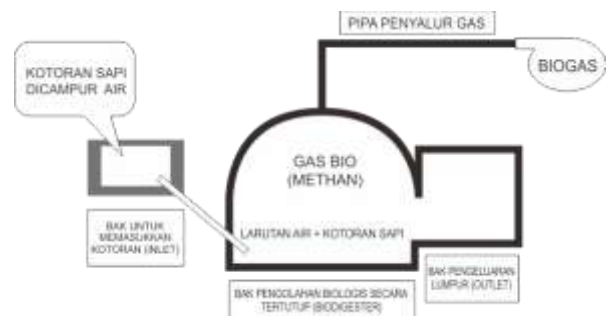 PIPA PENYALUR GAS
BIOGAS
KOTORAN SAPI
DICAMPUR AIR
GAS BIO
(METHAN)
LARUTAN AIR + KOTORAN SAPI
BAK UNTUK
MEMASUKKAN
KOTORAN (INLET)
BAK PENGELUARAN
LUMPUR (OUTLET)
BAK PENGOLAHAN BIOLOGIS SECARA
TERTUTUP (BIODIGESTER)